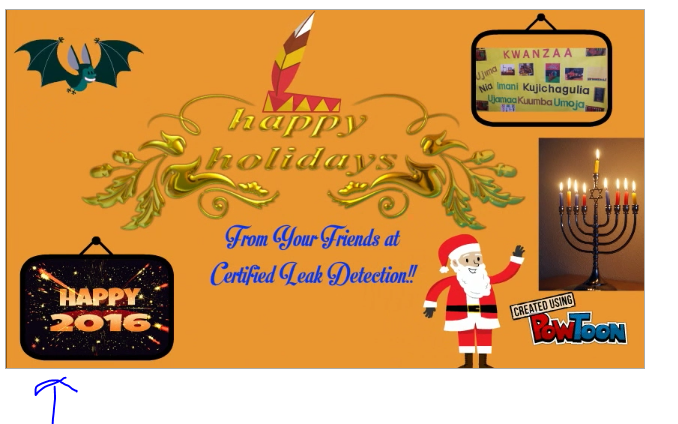 KWANZAA
Ujima
Nia Imani Kujichagulia
Ujamaa Kuumba Umoja
happy
holidays
From Your Friends at
Certified Leak Detection!!
HAPPY
2016
CREATED USING
POWTOON